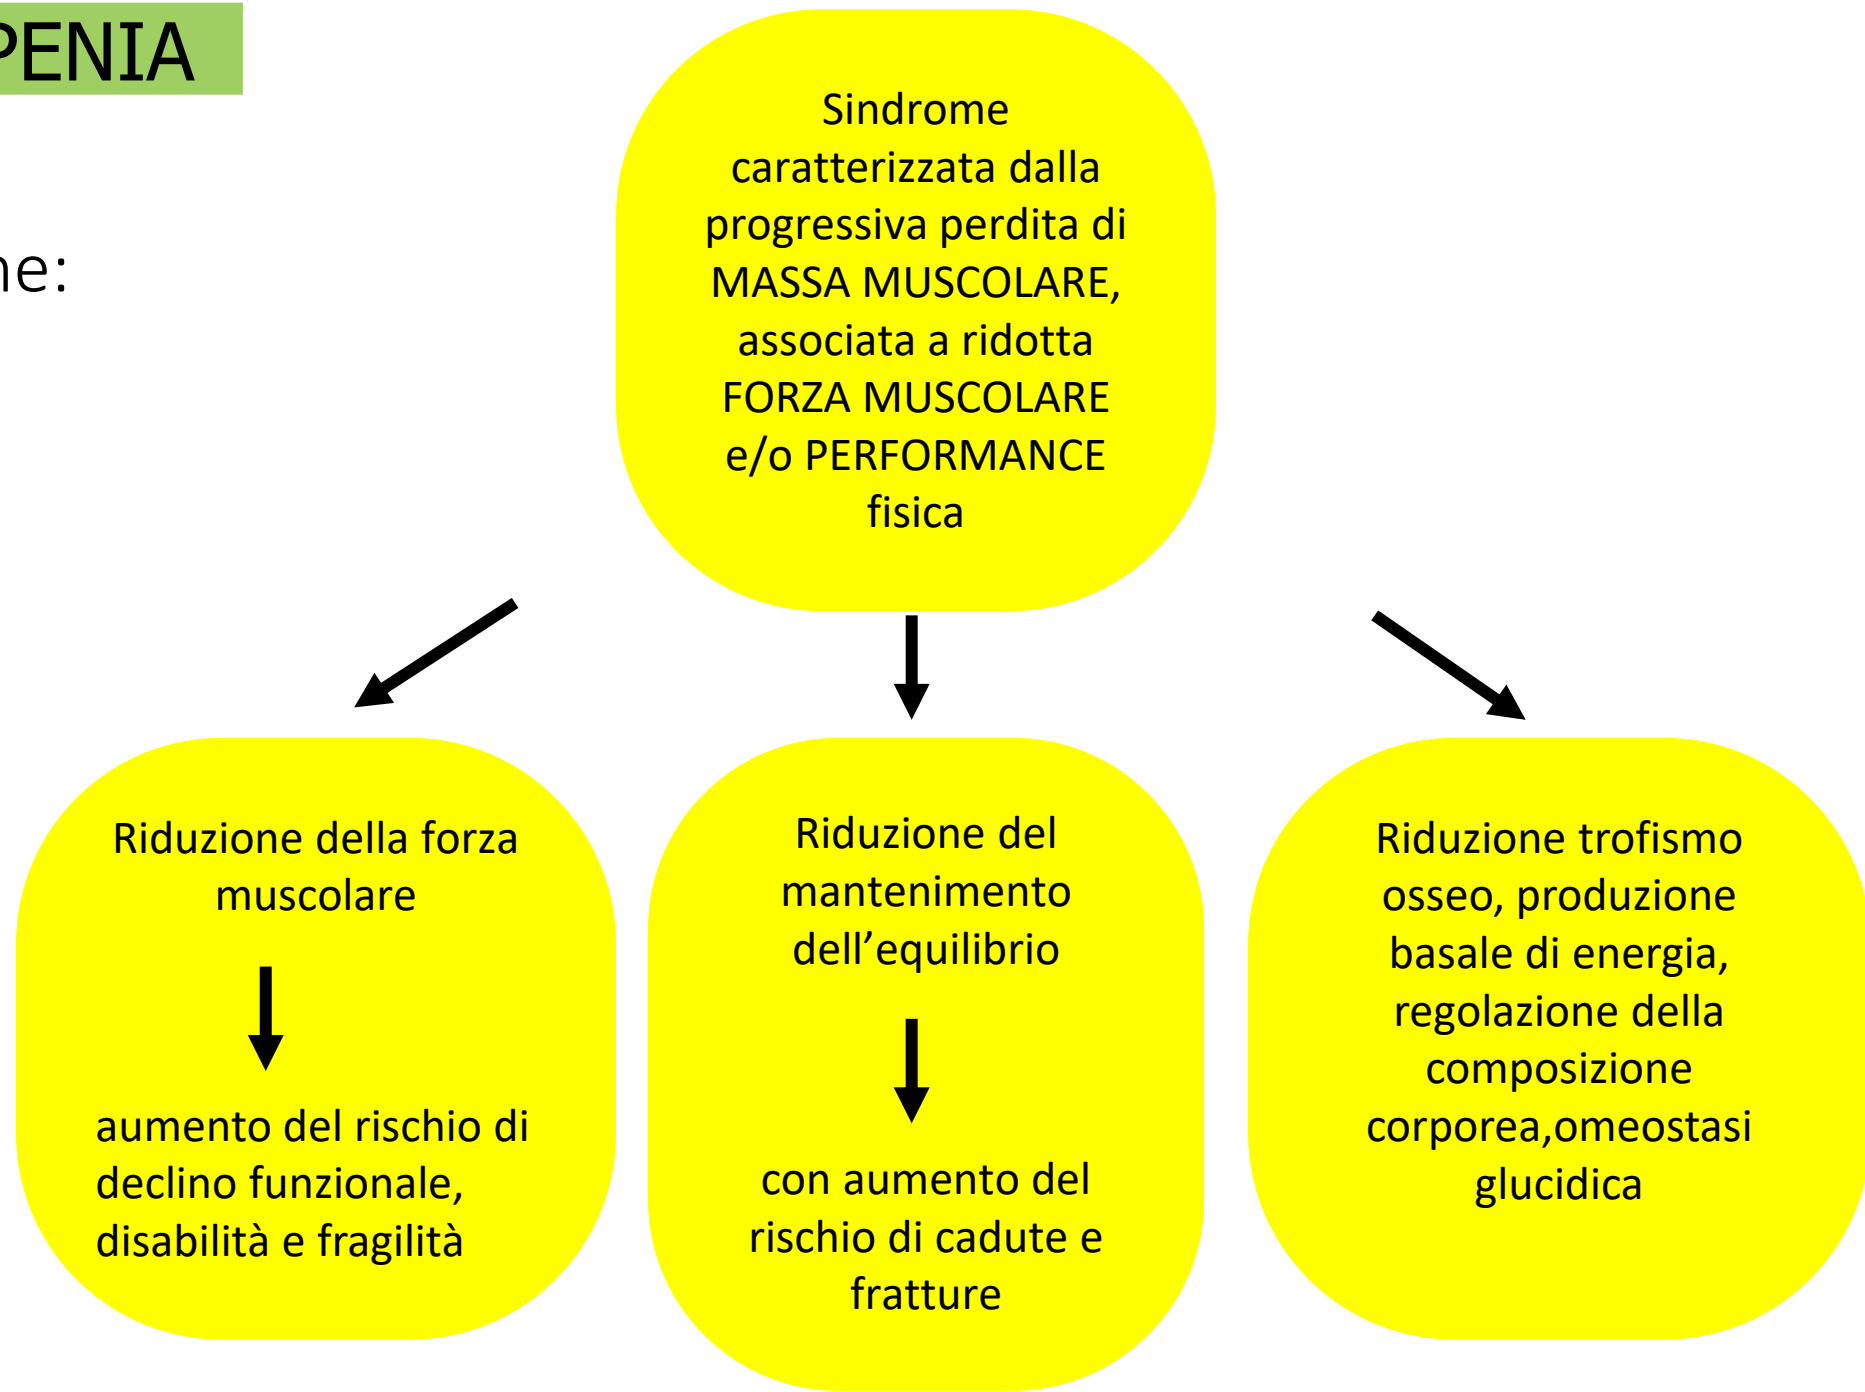 PENIA
ne:
Sindrome
caratterizzata dalla
progressiva perdita di
MASSA MUSCOLARE,
associata a ridotta
FORZA MUSCOLARE
e/o PERFORMANCE
fisica
Riduzione della forza
muscolare
aumento del rischio di
declino funzionale,
disabilità e fragilità
Riduzione del
mantenimento
dell’equilibrio
con aumento del
rischio di cadute e
fratture
Riduzione trofismo
osseo, produzione
basale di energia,
regolazione della
composizione
corporea,omeostasi
glucidica